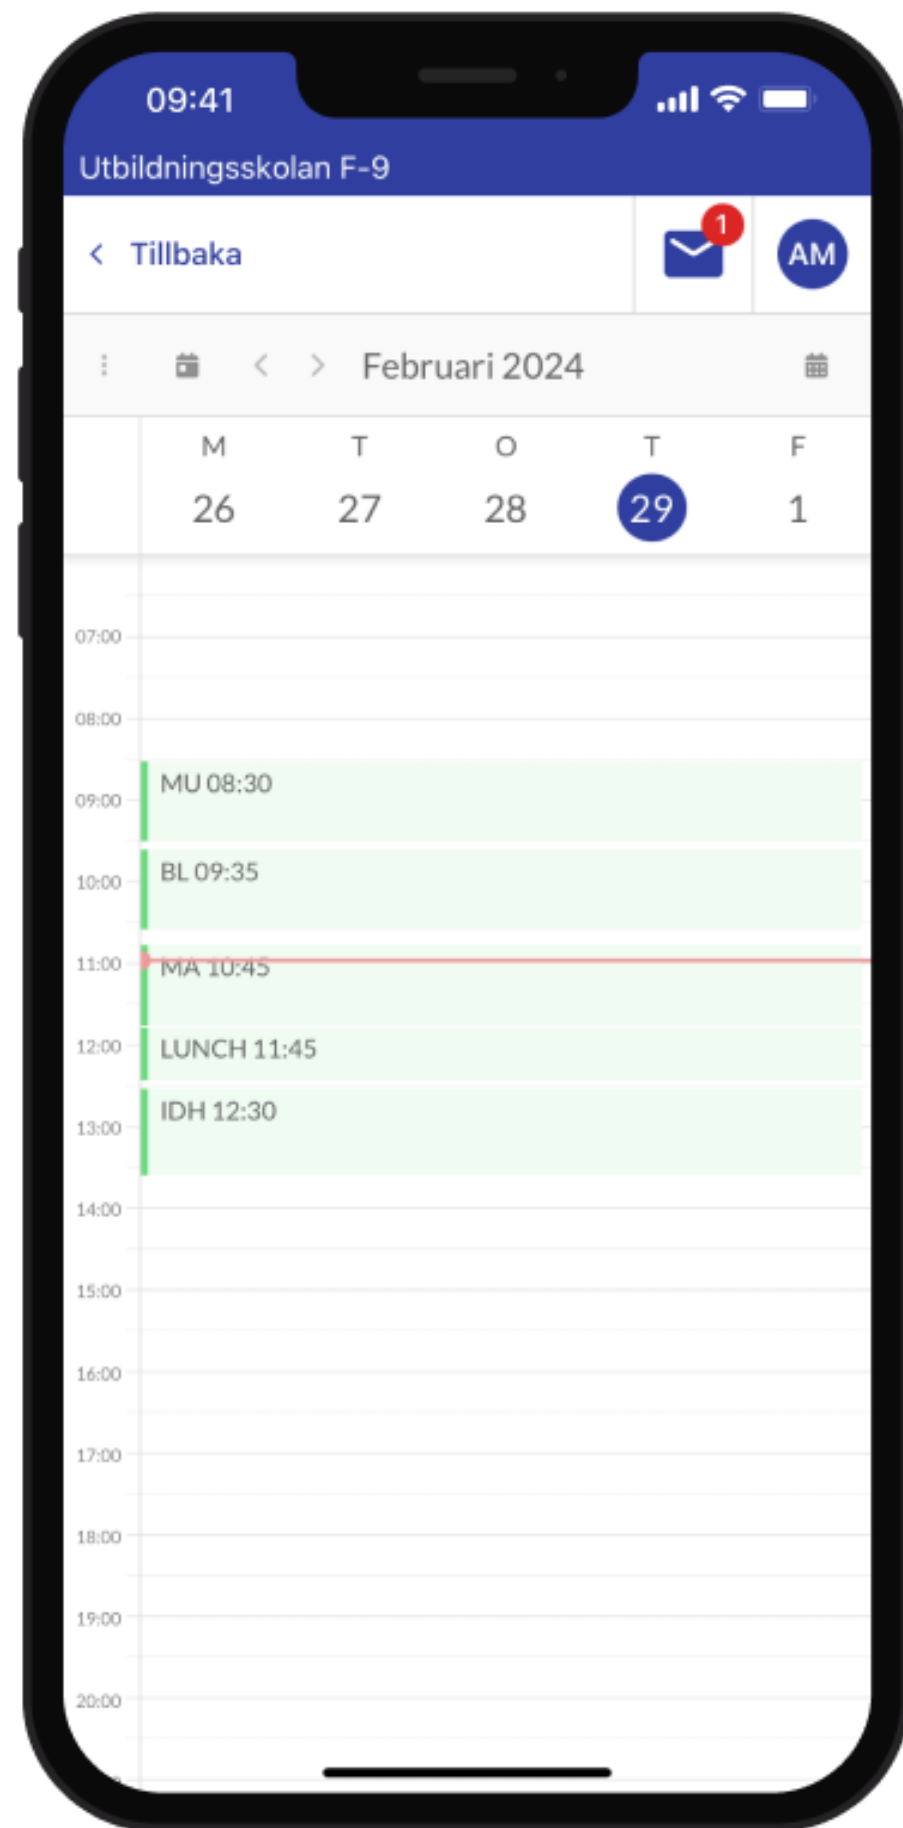 09:41
Utbildningsskolan F-9
Tillbaka
1
AM
Februari 2024
M T O T F
26 27 28 29 1
07:00
08:00
MU 08:30
09:00
BL 09:35
10:00
11:00
MA 10:45
12:00
LUNCH 11:45
IDH 12:30
13:00
14:00
15:00
16:00
17:00
18:00
19:00
20:00